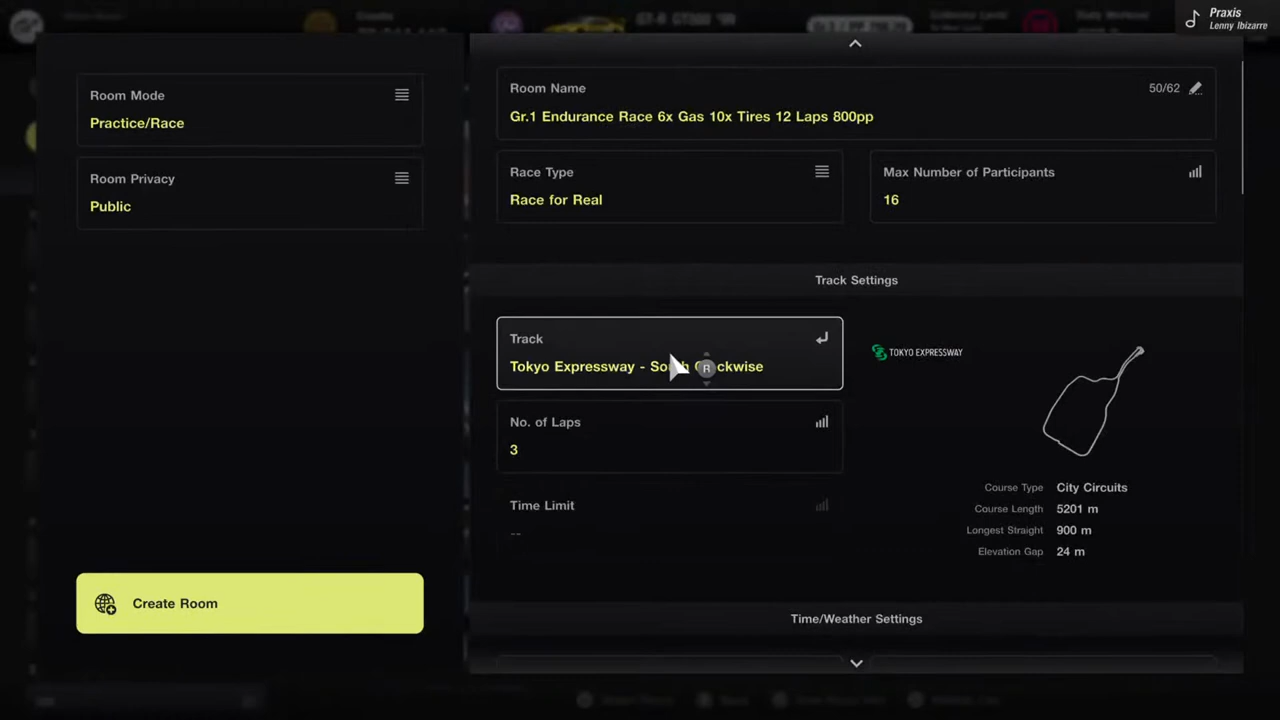 Praxis
Lenny Ibizarre
Room Mode
Practice/Race
Room Privacy
Public
Create Room
Room Name
50/62
Gr.1 Endurance Race 6x Gas 10x Tires 12 Laps 800pp
Race Type
Race for Real
Max Number of Participants
16
Track Settings
Track
Tokyo Expressway - South Clockwise
R
TOKYO EXPRESSWAY
No. of Laps
3
Time Limit
--
Course Type City Circuits
Course Length 5201 m
Longest Straight 900 m
Elevation Gap 24 m
Time/Weather Settings